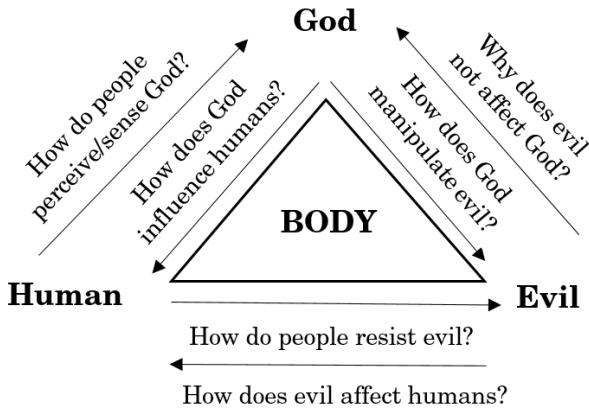 God
How do people
perceive/sense God?
How does God
influence humans?
How does God
manipulate evil?
Why does evil
not affect God?
BODY
Human
Evil
How do people resist evil?
How does evil affect humans?